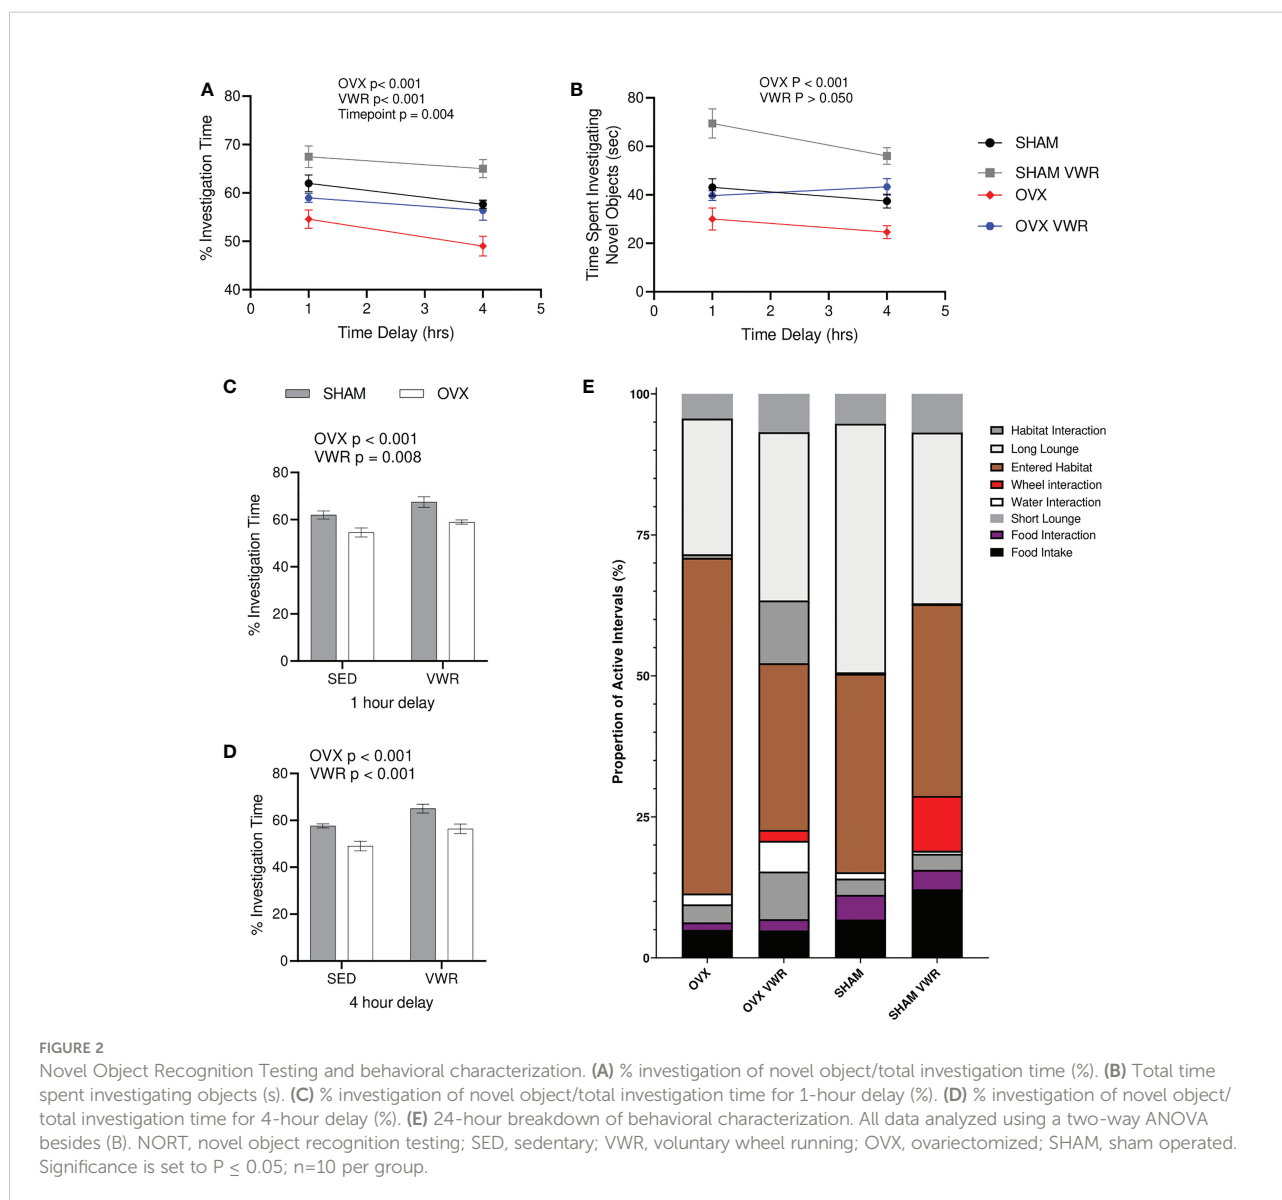 A
OVX p< 0.001
VWR p< 0.001
Timepoint p = 0.004
% Investigation Time
80
70
60
50
40
0
1
2
3
4
5
Time Delay (hrs)
B
OVX P < 0.001
VWR P > 0.050
Time Spent Investigating
Novel Objects (sec)
80
60
40
20
0
0
1
2
3
4
5
Time Delay (hrs)
SHAM
SHAM VWR
OVX
OVX VWR
C
SHAM
OVX
OVX p < 0.001
VWR p = 0.008
% Investigation Time
80
60
40
20
0
SED
VWR
1 hour delay
D
OVX p < 0.001
VWR p < 0.001
% Investigation Time
80
60
40
20
0
SED
VWR
4 hour delay
E
Proportion of Active Intervals (%)
100
75
50
25
0
OVX
OVX VWR
SHAM
SHAM VWR
Habitat Interaction
Long Lounge
Entered Habitat
Wheel interaction
Water Interaction
Short Lounge
Food Interaction
Food Intake
FIGURE 2
Novel Object Recognition Testing and behavioral characterization. (A) % investigation of novel object/total investigation time (%). (B) Total time
spent investigating objects (s). (C) % investigation of novel object/total investigation time for 1-hour delay (%). (D) % investigation of novel object/
total investigation time for 4-hour delay (%). (E) 24-hour breakdown of behavioral characterization. All data analyzed using a two-way ANOVA
besides (B). NORT, novel object recognition testing; SED, sedentary; VWR, voluntary wheel running; OVX, ovariectomized; SHAM, sham operated.
Significance is set to P ≤ 0.05; n=10 per group.